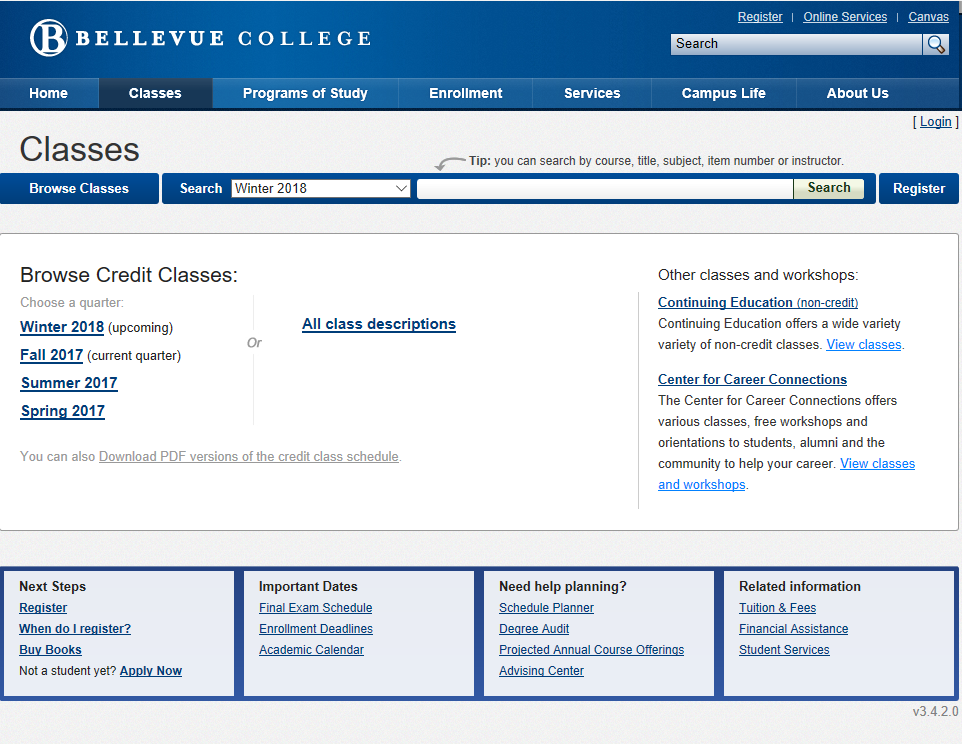 Register | Online Services | Canvas
B BELLEVUE COLLEGE
Search
Home Classes Programs of Study Enrollment Services Campus Life About Us
[ Login ]
Classes
Tip: you can search by course, title, subject, item number or instructor.
Browse Classes Search Winter 2018 Search Register
Browse Credit Classes:
Choose a quarter:
Winter 2018 (upcoming)
Fall 2017 (current quarter)
Summer 2017
Spring 2017
Or
All class descriptions
You can also Download PDF versions of the credit class schedule.
Other classes and workshops:
Continuing Education (non-credit)
Continuing Education offers a wide variety
variety of non-credit classes. View classes.
Center for Career Connections
The Center for Career Connections offers
various classes, free workshops and
orientations to students, alumni and the
community to help your career. View classes
and workshops.
Next Steps
Register
When do I register?
Buy Books
Not a student yet? Apply Now
Important Dates
Final Exam Schedule
Enrollment Deadlines
Academic Calendar
Need help planning?
Schedule Planner
Degree Audit
Projected Annual Course Offerings
Advising Center
Related information
Tuition & Fees
Financial Assistance
Student Services
v3.4.2.0